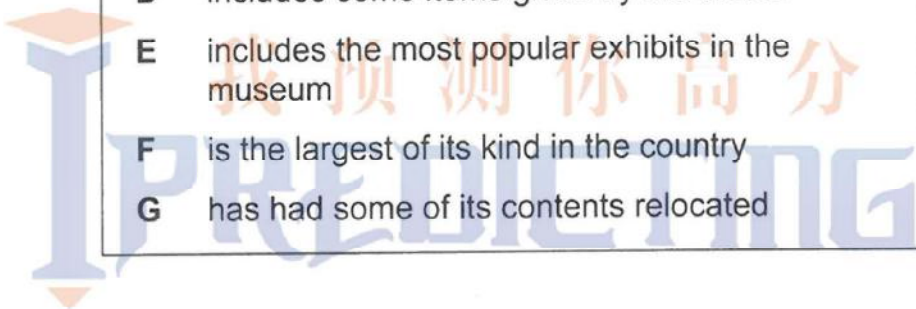 E includes the most popular exhibits in the
museum
我预测你高分
F is the largest of its kind in the country
PREDICTING
G has had some of its contents relocated